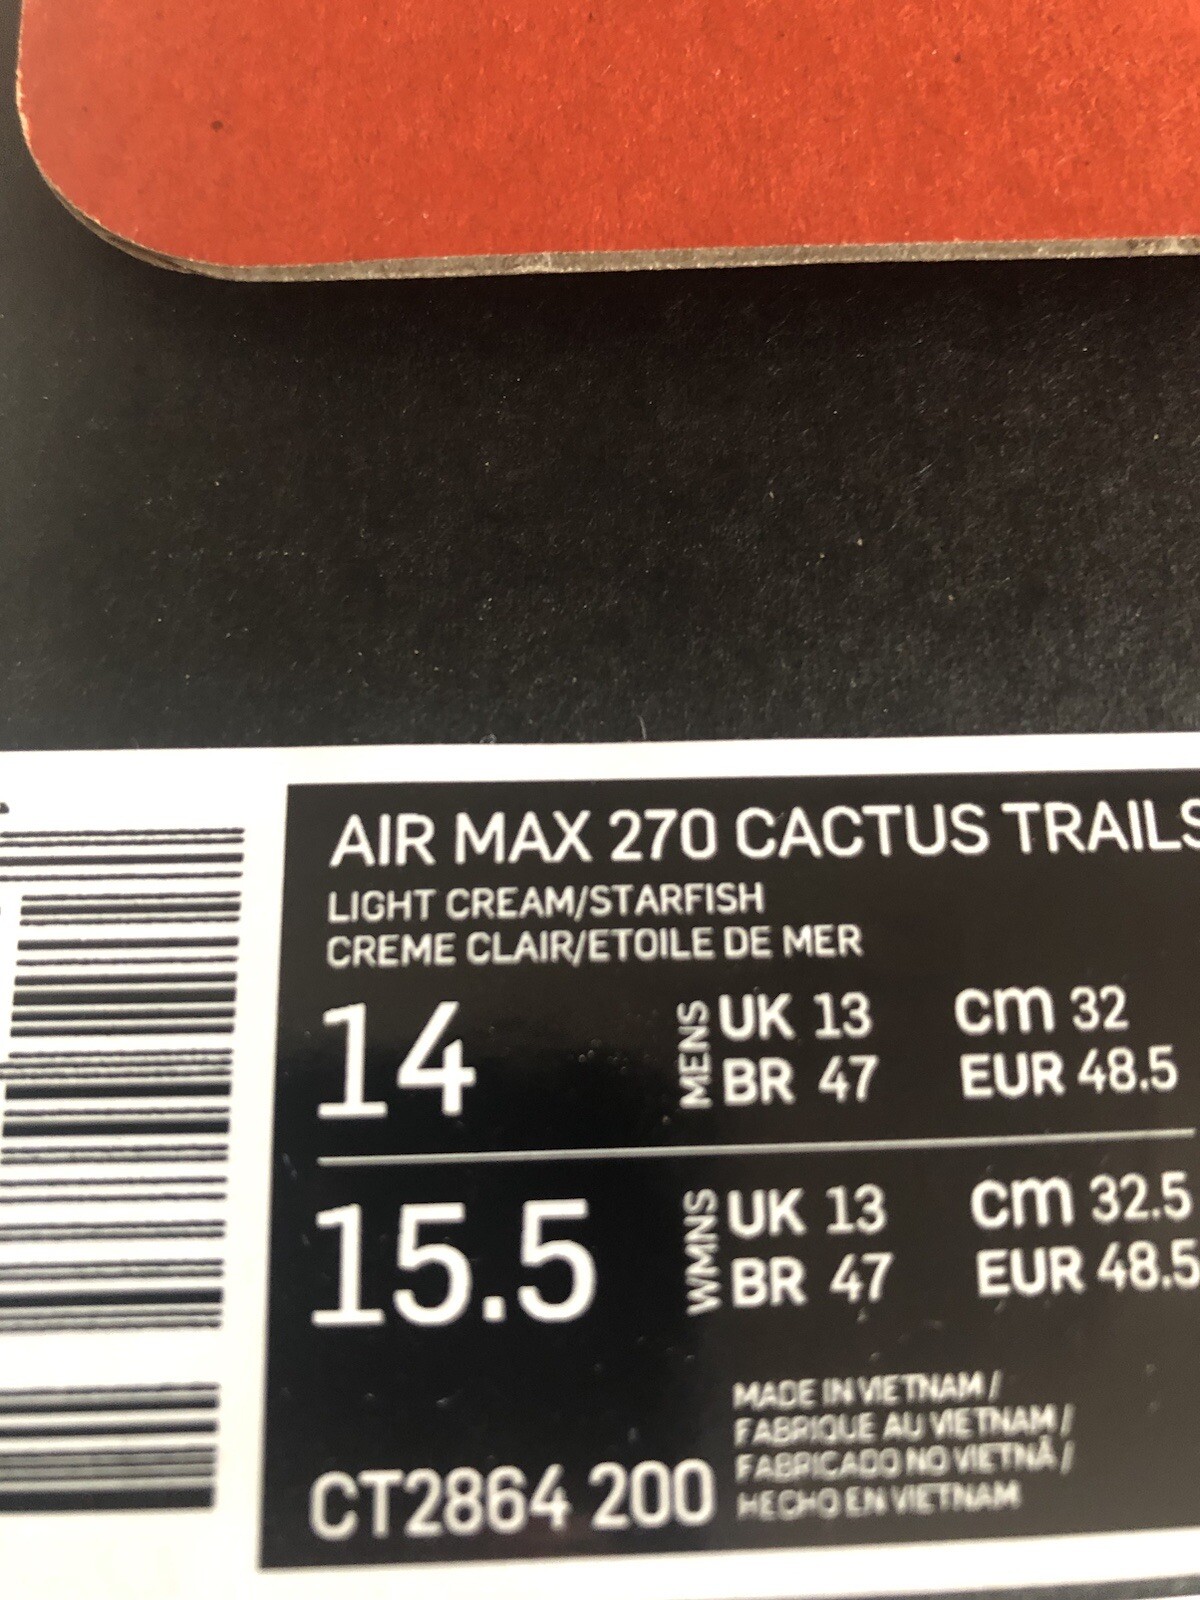 AIR MAX 270 CACTUS TRAILS
LIGHT CREAM/STARFISH
CREME CLAIR/ETOILE DE MER
14 MENS UK 13 cm 32
BR 47 EUR 48.5
15.5 WMNS UK 13 cm 32.5
BR 47 EUR 48.5
MADE IN VIETNAM /
FABRIQUE AU VIETNAM /
FABRICADO NO VIETNÃ /
HECHO EN VIETNAM
CT2864 200